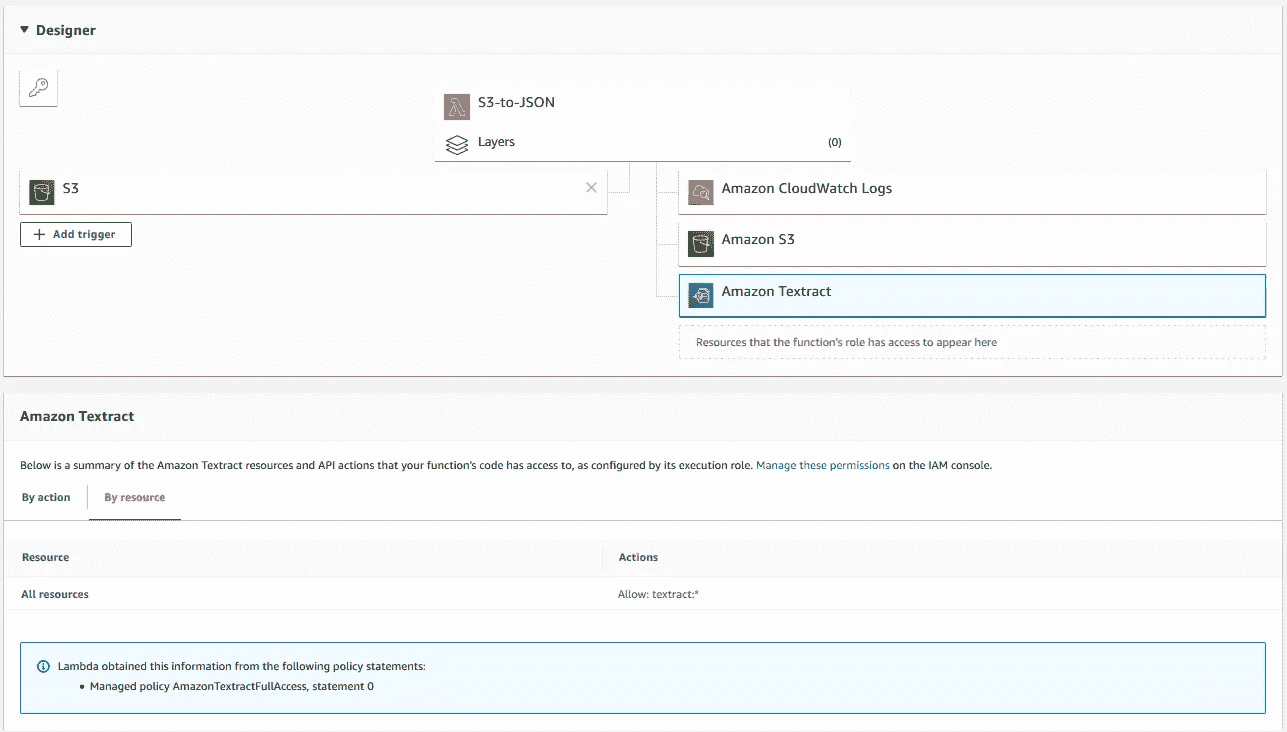 Designer
S3-to-JSON
Layers (0)
S3
Add trigger
Amazon CloudWatch Logs
Amazon S3
Amazon Textract
Resources that the function's role has access to appear here
Amazon Textract
Below is a summary of the Amazon Textract resources and API actions that your function's code has access to, as configured by its execution role. Manage these permissions on the IAM console.
By action By resource
Resource Actions
All resources Allow: textract:*
Lambda obtained this information from the following policy statements:
• Managed policy AmazonTextractFullAccess, statement 0